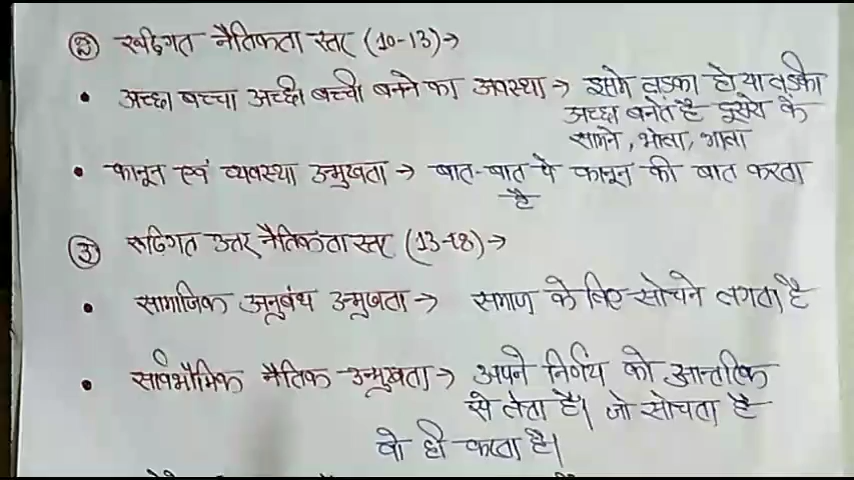 ② रूढ़िगत नैतिकता स्तर (10-13)→
• अच्छा बच्चा अच्छी बच्ची बनने का अवस्था → इसमे लड़का हो या लड़की
अच्छा बनते है दूसरो के
सामने, भोला, भाला
• कानून एवं व्यवस्था उन्मुखता → बात-बात पे कानून की बात करता
है
③ रूढ़िगत उत्तर नैतिकता स्तर (13-18)→
• सामाजिक अनुबंध उन्मुखता → समाज के लिए सोचने लगता है
• सार्वभौमिक नैतिक उन्मुखता → अपने निर्णय को आन्तरिक
से लेता है। जो सोचता है
वो ही करता है।